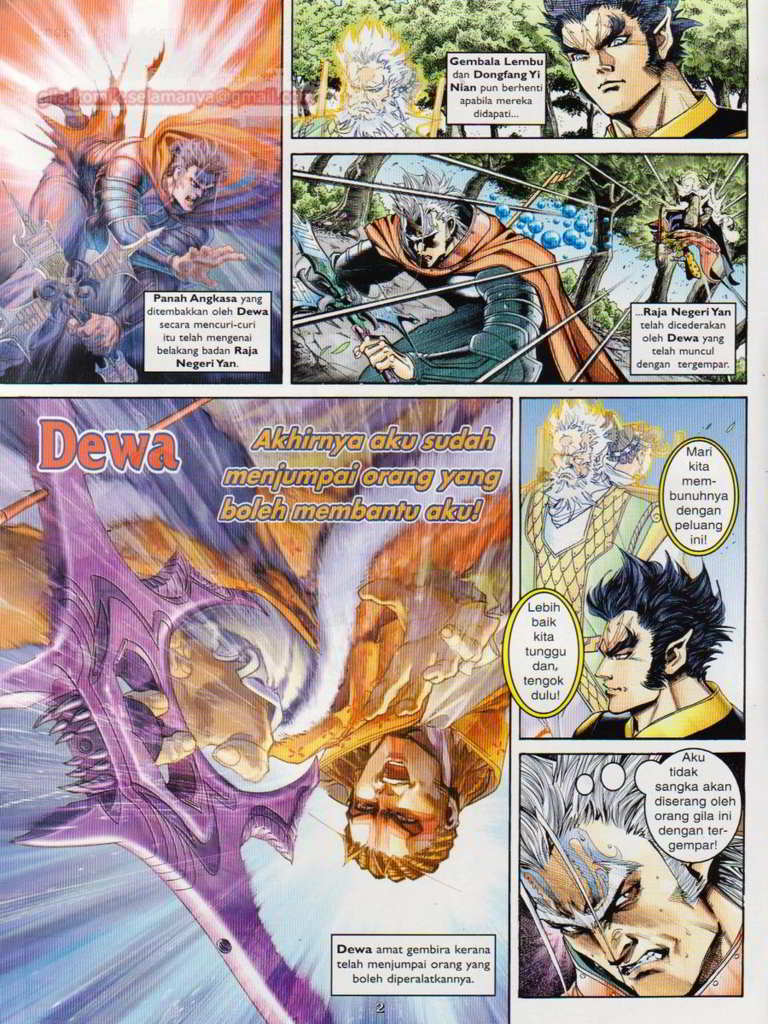 Panah Angkasa yang
ditembakkan oleh Dewa
secara mencuri-curi
itu telah mengenai
belakang badan Raja
Negeri Yan.
Gembala Lembu
dan Dongfang Yi
Nian pun berhenti
apabila mereka
didapati...
...Raja Negeri Yan
telah dicederakan
oleh Dewa yang
telah muncul
dengan tergempar.
Dewa
Akhirnya aku sudah
menjumpai orang yang
boleh membantu aku!
Dewa amat gembira kerana
telah menjumpai orang yang
boleh diperalatkannya.
Mari
kita
mem-
bunuhnya
dengan
peluang
ini!
Lebih
baik
kita
tunggu
dan,
tengok
dulu!
Aku
tidak
sangka akan
diserang oleh
orang gila ini
dengan ter-
gempar!
2